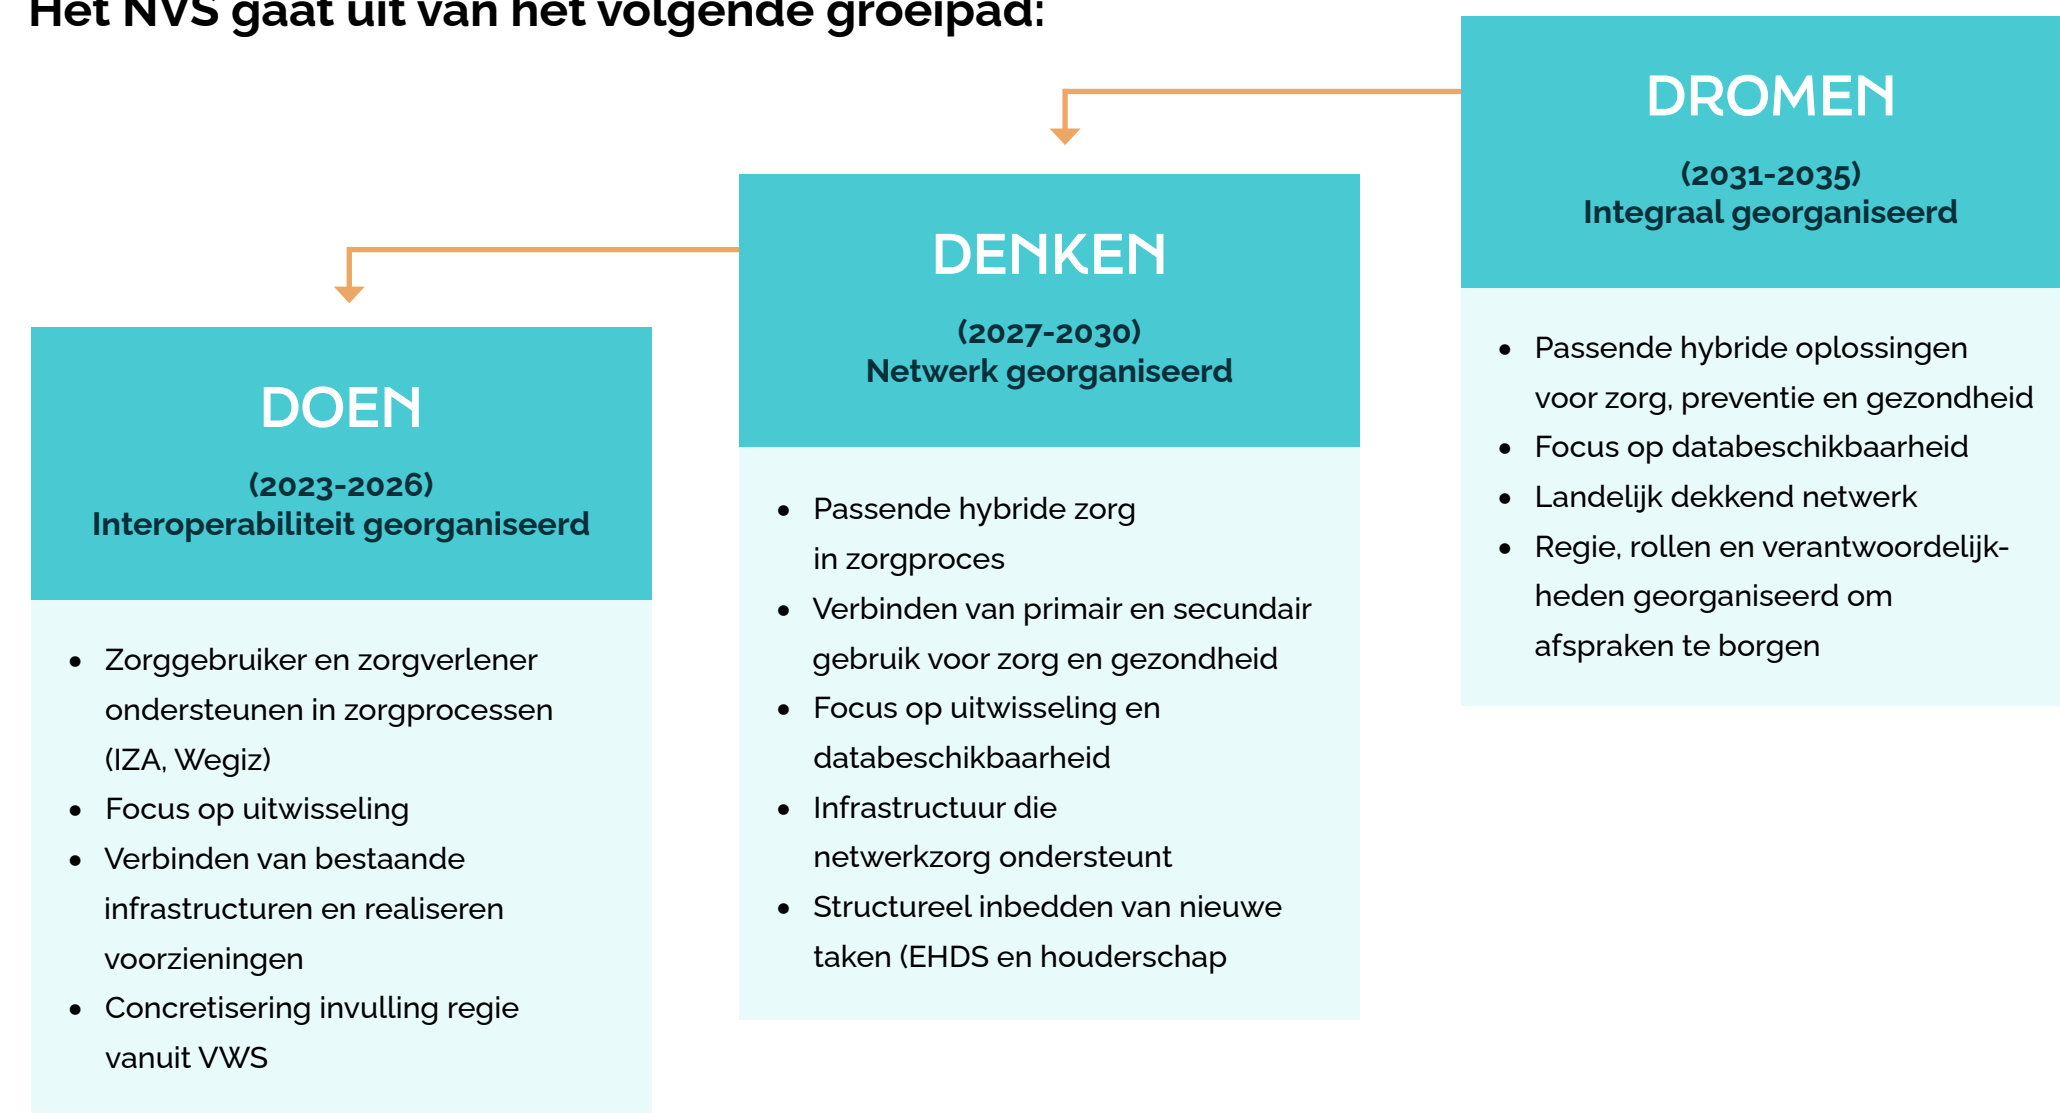 Het NVS gaat uit van het volgende groeipad:
DOEN
(2023-2026)
Interoperabiliteit georganiseerd
• Zorggebruiker en zorgverlener
ondersteunen in zorgprocessen
(IZA, Wegiz)
• Focus op uitwisseling
• Verbinden van bestaande
infrastructuren en realiseren
voorzieningen
• Concretisering invulling regie
vanuit VWS
DENKEN
(2027-2030)
Netwerk georganiseerd
• Passende hybride zorg
in zorgproces
• Verbinden van primair en secundair
gebruik voor zorg en gezondheid
• Focus op uitwisseling en
databeschikbaarheid
• Infrastructuur die
netwerkzorg ondersteunt
• Structureel inbedden van nieuwe
taken (EHDS en houderschap
DROMEN
(2031-2035)
Integraal georganiseerd
• Passende hybride oplossingen
voor zorg, preventie en gezondheid
• Focus op databeschikbaarheid
• Landelijk dekkend netwerk
• Regie, rollen en verantwoordelijk-
heden georganiseerd om
afspraken te borgen